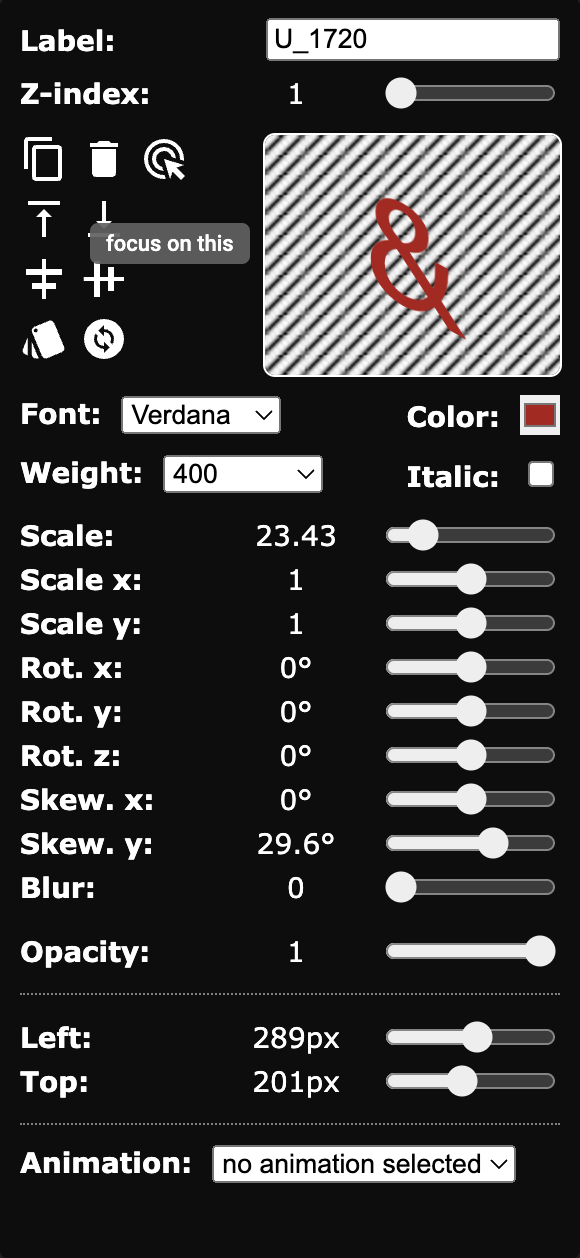 Label: U_1720
Z-index: 1
focus on this
&
Font: Verdana Color:
Weight: 400 Italic:
Scale: 23.43
Scale x: 1
Scale y: 1
Rot. x: 0°
Rot. y: 0°
Rot. z: 0°
Skew. x: 0°
Skew. y: 29.6°
Blur: 0
Opacity: 1
Left: 289px
Top: 201px
Animation: no animation selected